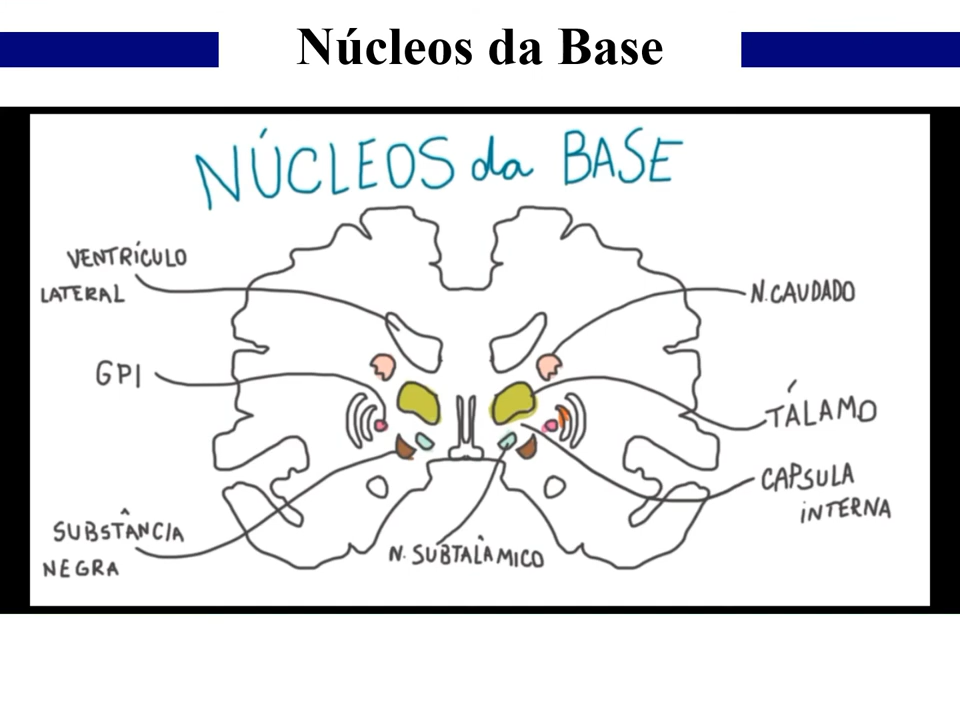 Núcleos da Base
NÚCLEOS da BASE
VENTRÍCULO
LATERAL
N.CAUDADO
GPI
TÁLAMO
CAPSULA
INTERNA
SUBSTÂNCIA
NEGRA
N. SUBTALÂMICO